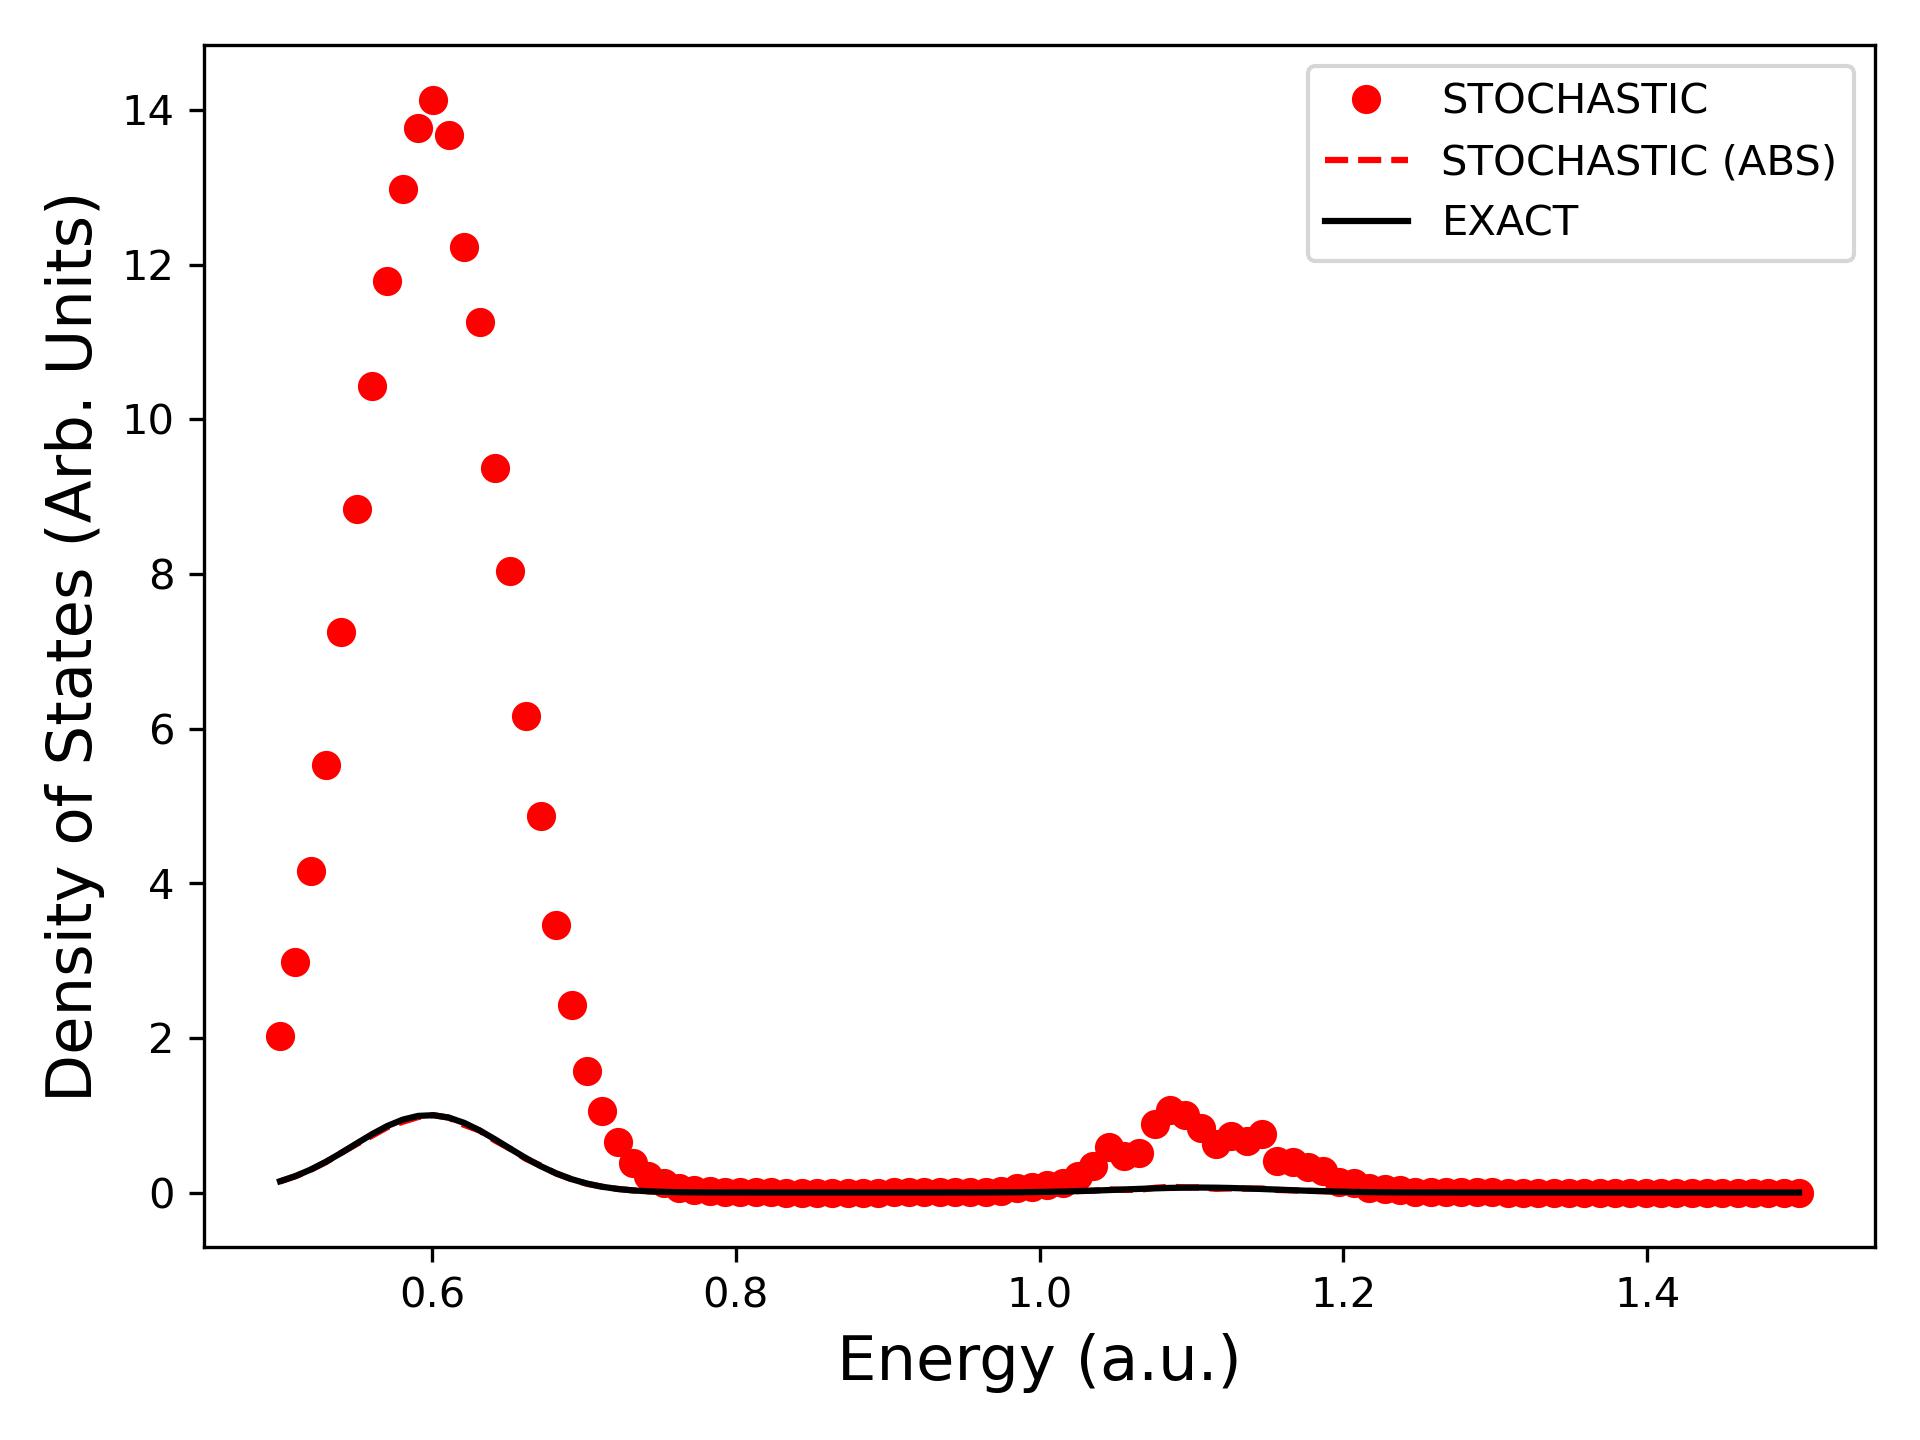 STOCHASTIC
STOCHASTIC (ABS)
EXACT
Density of States (Arb. Units)
14
12
10
8
6
4
2
0
0.6 0.8 1.0 1.2 1.4
Energy (a.u.)